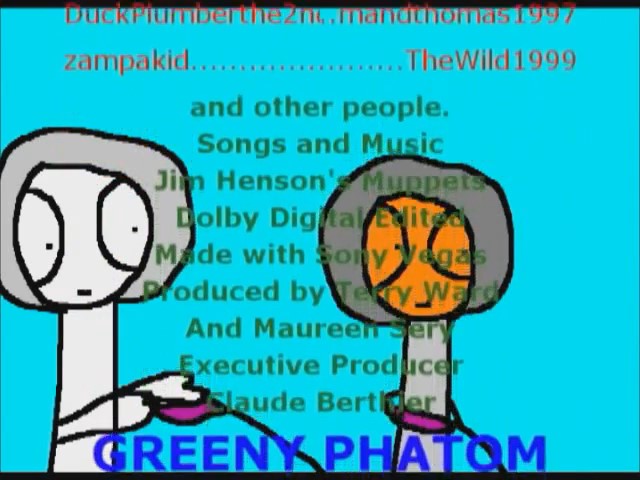 DuckPlumberthe2nd..mandthomas1997
zampakid......................TheWild1999
and other people.
Songs and Music
Jim Henson's Muppets
Dolby Digital Edited
Made with Sony Vegas
Produced by Terry Ward
And Maureen Sery
Executive Producer
Claude Berthier
GREENY PHATOM